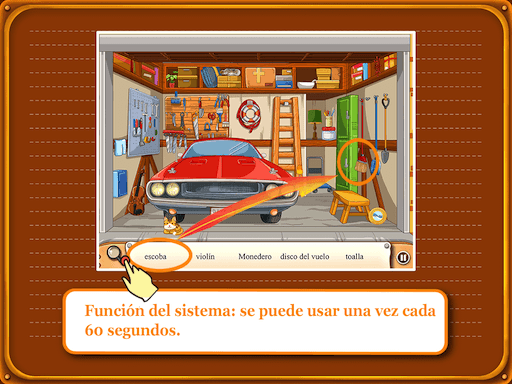 escoba violín Monedero disco del vuelo toalla
Función del sistema: se puede usar una vez cada
60 segundos.